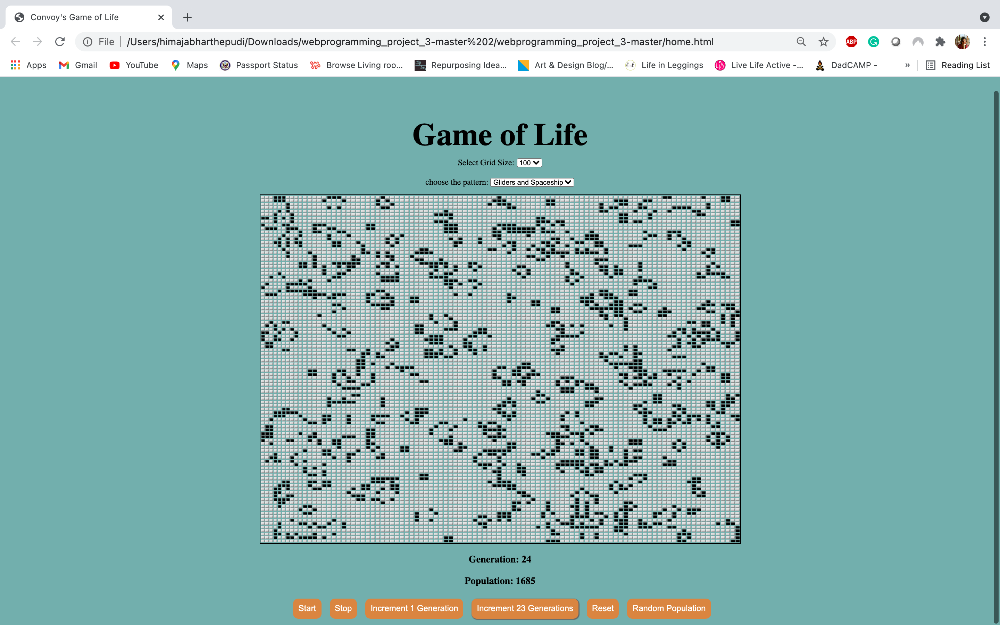 Convoy's Game of Life
File /Users/himajabharthepudi/Downloads/webprogramming_project_3-master%202/webprogramming_project_3-master/home.html
ABP
Apps Gmail YouTube Maps Passport Status Browse Living roo... Repurposing Idea... Art & Design Blog/... Life in Leggings Live Life Active -... DadCAMP - » Reading List
Game of Life
Select Grid Size: 100
choose the pattern: Gliders and Spaceship
Generation: 24
Population: 1685
Start Stop Increment 1 Generation Increment 23 Generations Reset Random Population